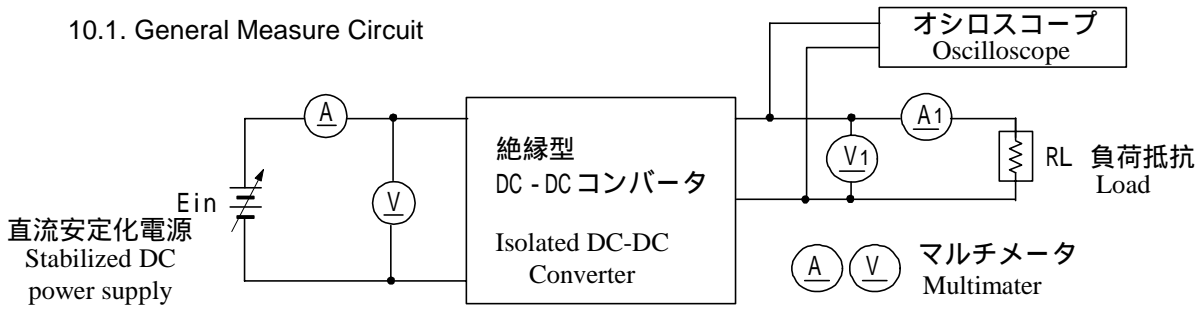 10.1. General Measure Circuit
オシロスコープ
Oscilloscope
A
A1
絶縁型
DC-DCコンバータ
V1
RL 負荷抵抗
Load
Ein
V
直流安定化電源
Stabilized DC
power supply
Isolated DC-DC
Converter
A V マルチメータ
Multimater